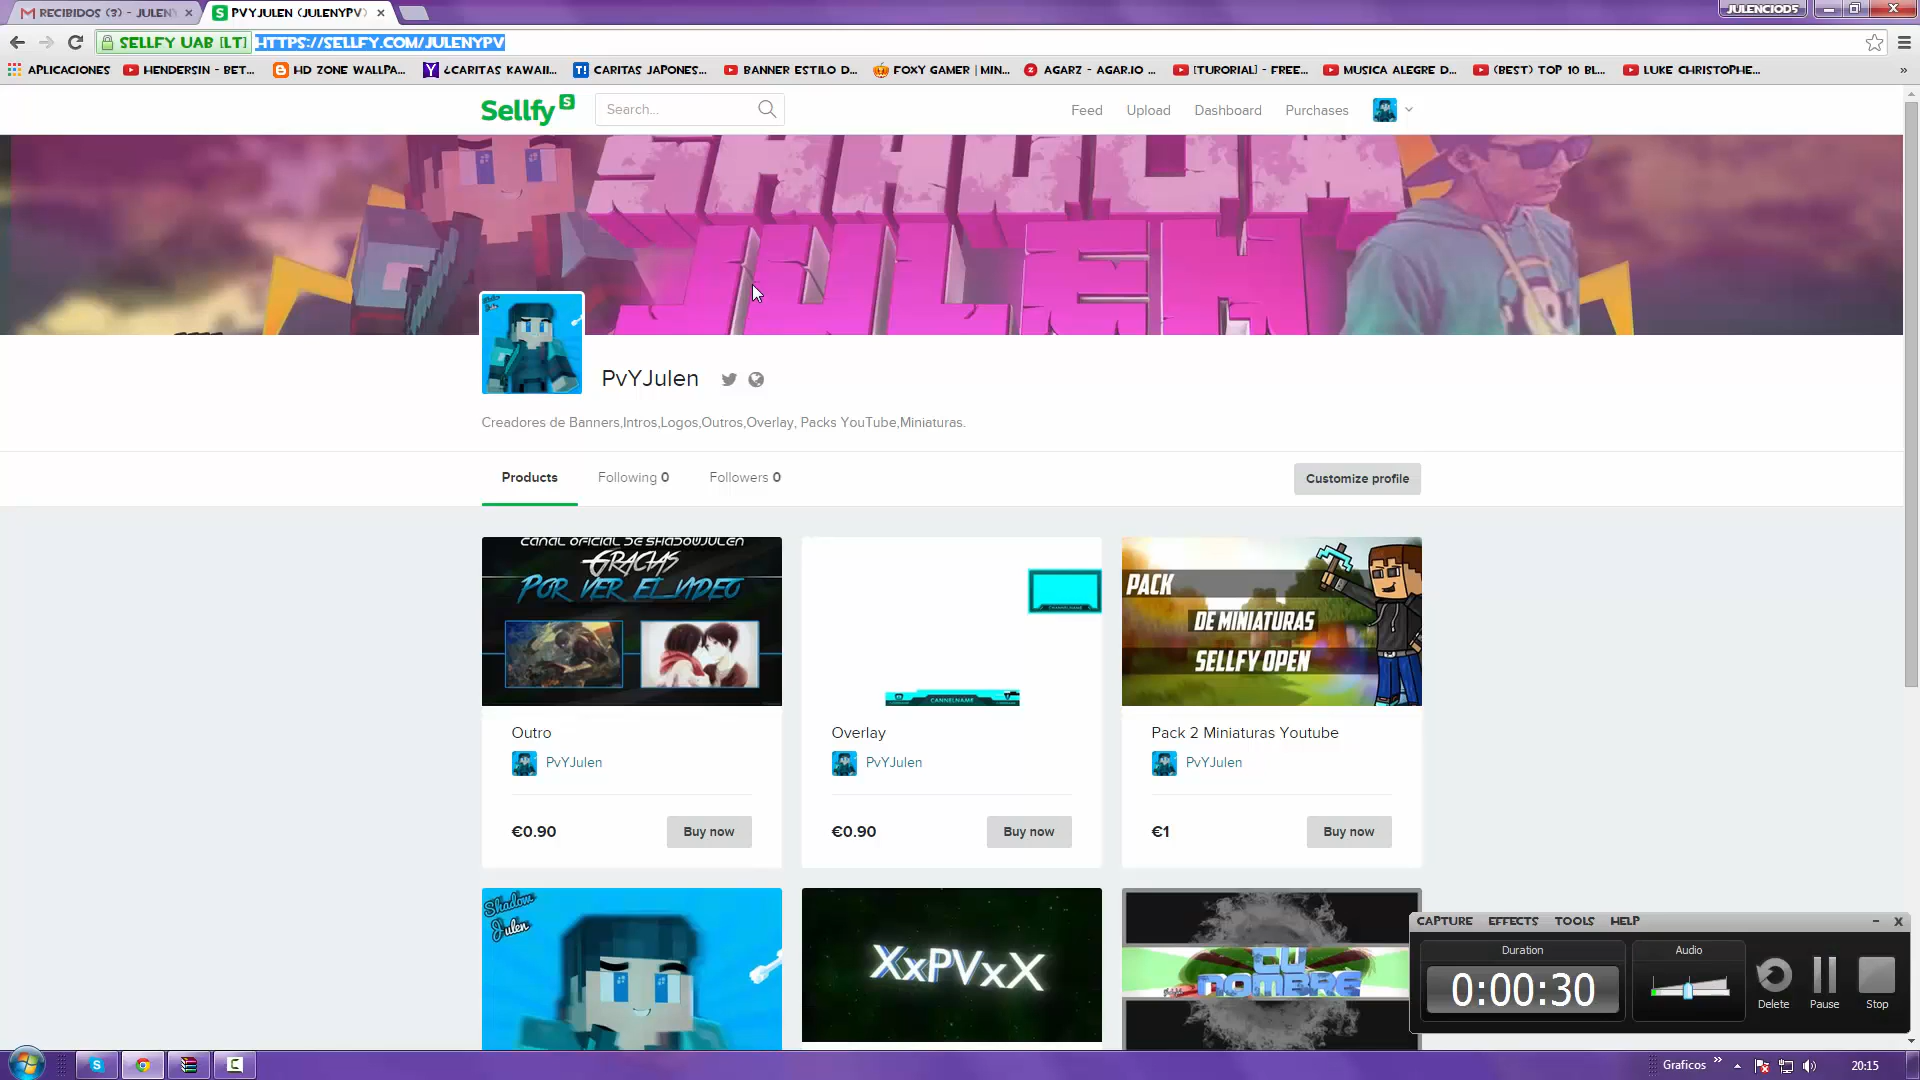 RECIBIDOS (3) - JULEN
PVYJULEN (JULENYPV)
JULENCIOD5
SELLFY UAB [LT] HTTPS://SELLFY.COM/JULENYPV
APLICACIONES
HENDERSIN - BET...
HD ZONE WALLPA...
¿CARITAS KAWAII...
CARITAS JAPONES...
BANNER ESTILO D...
FOXY GAMER | MIN...
AGARZ - AGAR.IO ...
[TURORIAL] - FREE...
MUSICA ALEGRE D...
(BEST) TOP 10 BL...
LUKE CHRISTOPHE...
Sellfy S
Search...
Feed
Upload
Dashboard
Purchases
SHADOW
JULEN
PvYJulen
Creadores de Banners,Intros,Logos,Outros,Overlay, Packs YouTube,Miniaturas.
Products
Following 0
Followers 0
Customize profile
CANAL OFICIAL DE SHADOWJULEN
GRACIAS
POR VER EL VIDEO
CHANNELNAME
CANNELNAME
PACK
DE MINIATURAS
SELLFY OPEN
Outro
PvYJulen
€0.90
Buy now
Overlay
PvYJulen
€0.90
Buy now
Pack 2 Miniaturas Youtube
PvYJulen
€1
Buy now
Shadow
Julen
XxPVxX
TU
NOMBRE
CAPTURE
EFFECTS
TOOLS
HELP
Duration
0:00:30
Audio
Delete
Pause
Stop
Graficos
20:15